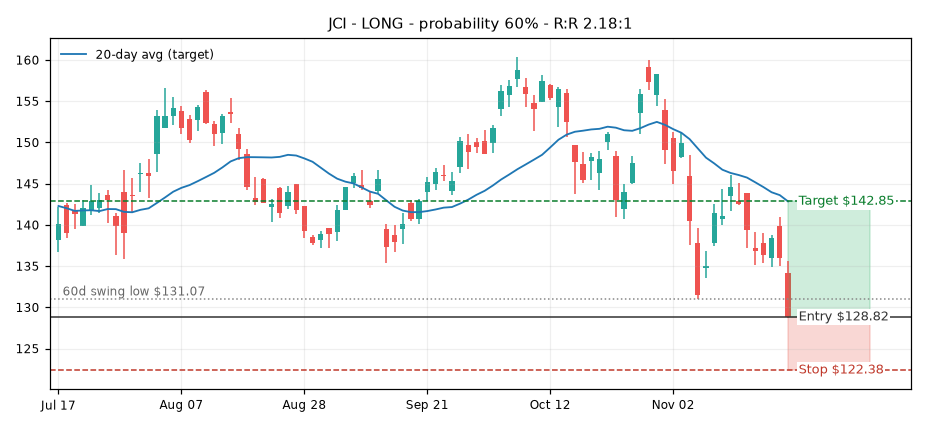 JCI - LONG - probability 60% - R:R 2.18:1
20-day avg (target)
160
155
150
145
140
135
130
125
Target $142.85
60d swing low $131.07
Entry $128.82
Stop $122.38
Jul 17
Aug 07
Aug 28
Sep 21
Oct 12
Nov 02